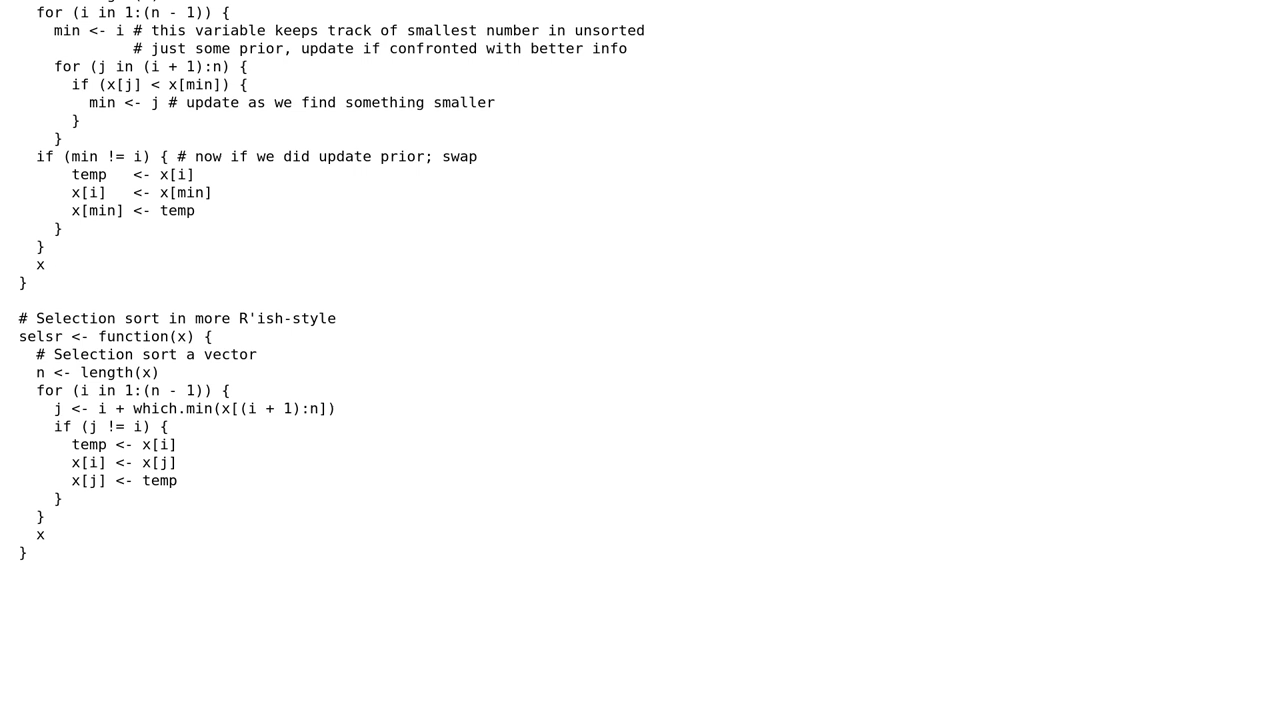 for (i in 1:(n - 1)) {
min <- i # this variable keeps track of smallest number in unsorted
# just some prior, update if confronted with better info
for (j in (i + 1):n) {
if (x[j] < x[min]) {
min <- j # update as we find something smaller
}
}
if (min != i) { # now if we did update prior; swap
temp   <- x[i]
x[i]   <- x[min]
x[min] <- temp
}
}
x
}
# Selection sort in more R'ish-style
selsr <- function(x) {
# Selection sort a vector
n <- length(x)
for (i in 1:(n - 1)) {
j <- i + which.min(x[(i + 1):n])
if (j != i) {
temp <- x[i]
x[i] <- x[j]
x[j] <- temp
}
}
x
}